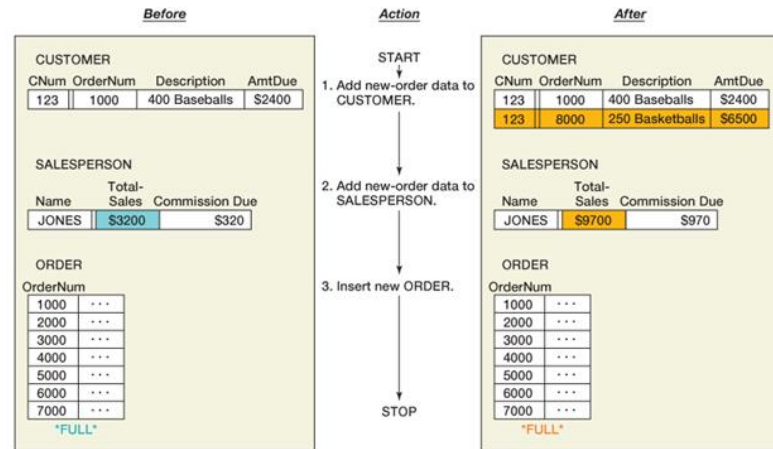 Before
Action
After
CUSTOMER
CNum OrderNum Description AmtDue
123 1000 400 Baseballs $2400
SALESPERSON
Name Total-Sales Commission Due
JONES $3200 $320
ORDER
OrderNum
1000 ···
2000 ···
3000 ···
4000 ···
5000 ···
6000 ···
7000 ···
*FULL*
START
1. Add new-order data to
CUSTOMER.
2. Add new-order data to
SALESPERSON.
3. Insert new ORDER.
STOP
CUSTOMER
CNum OrderNum Description AmtDue
123 1000 400 Baseballs $2400
123 8000 250 Basketballs $6500
SALESPERSON
Name Total-Sales Commission Due
JONES $9700 $970
ORDER
OrderNum
1000 ···
2000 ···
3000 ···
4000 ···
5000 ···
6000 ···
7000 ···
*FULL*